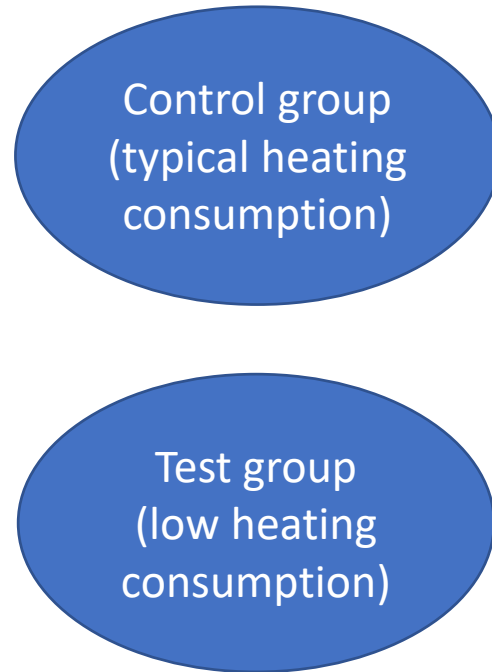 Control group
(typical heating
consumption)
Test group
(low heating
consumption)